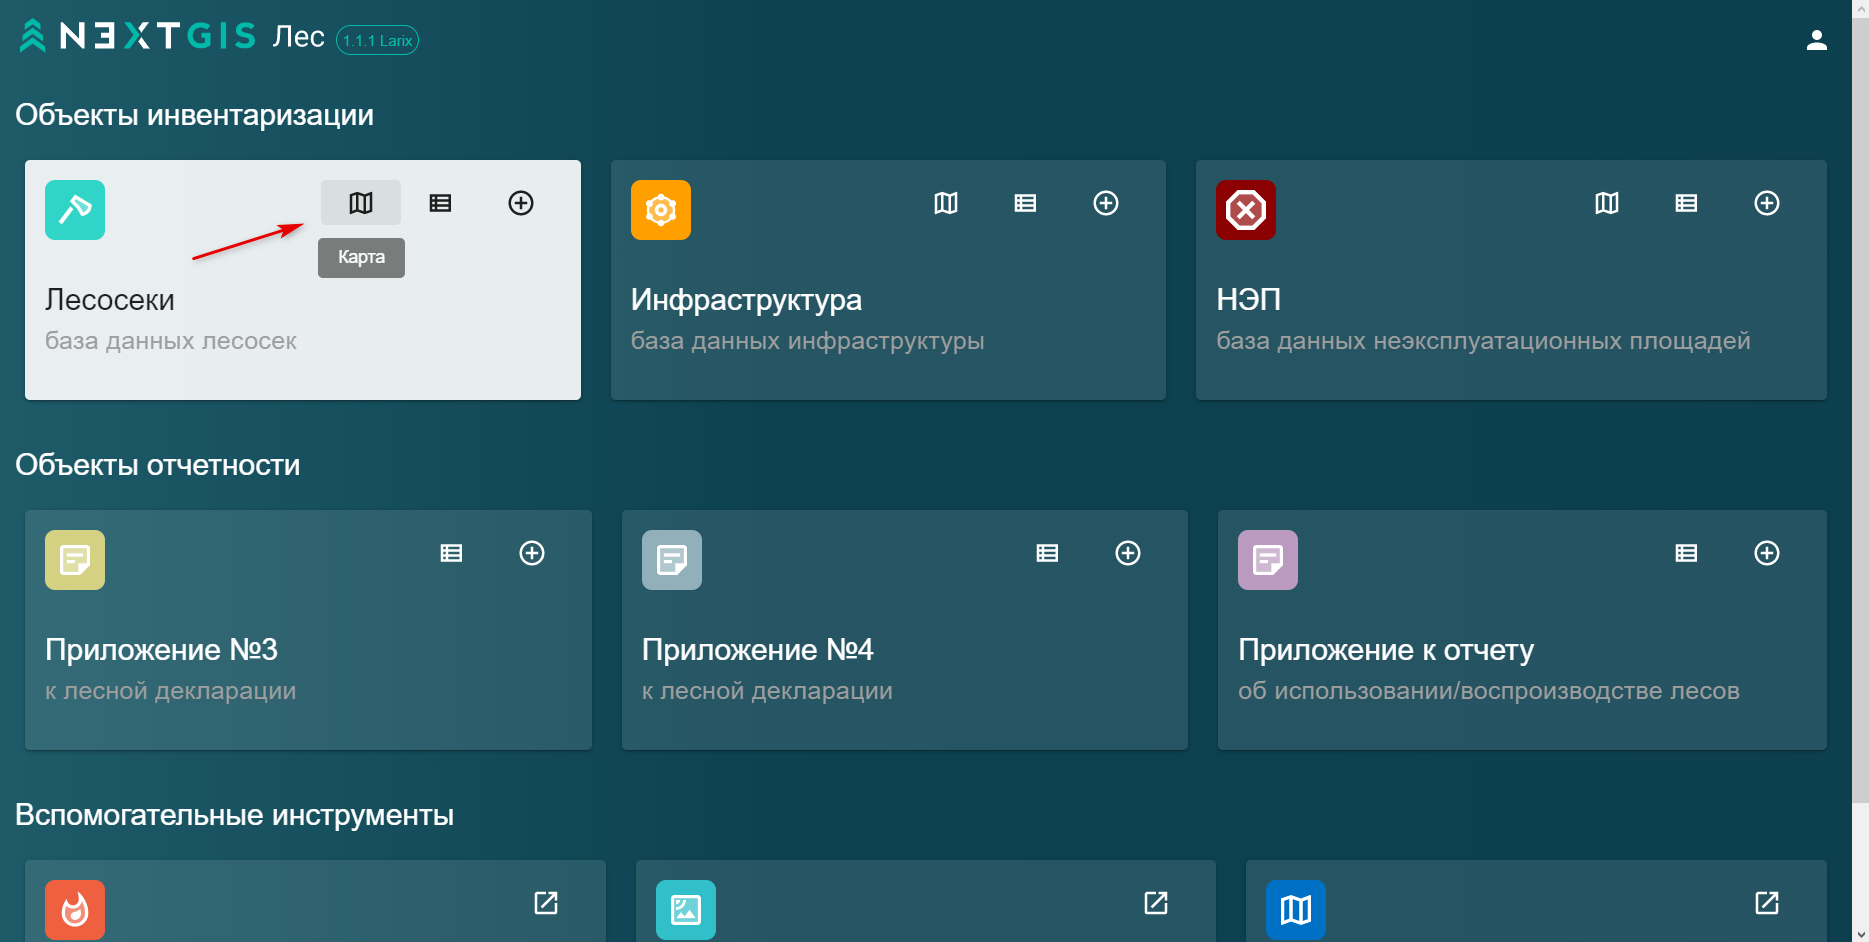 NEXTGIS Лес 1.1.1 Larix
Объекты инвентаризации
Карта
Лесосеки
база данных лесосек
Инфраструктура
база данных инфраструктуры
НЭП
база данных неэксплуатационных площадей
Объекты отчетности
Приложение №3
к лесной декларации
Приложение №4
к лесной декларации
Приложение к отчету
об использовании/воспроизводстве лесов
Вспомогательные инструменты